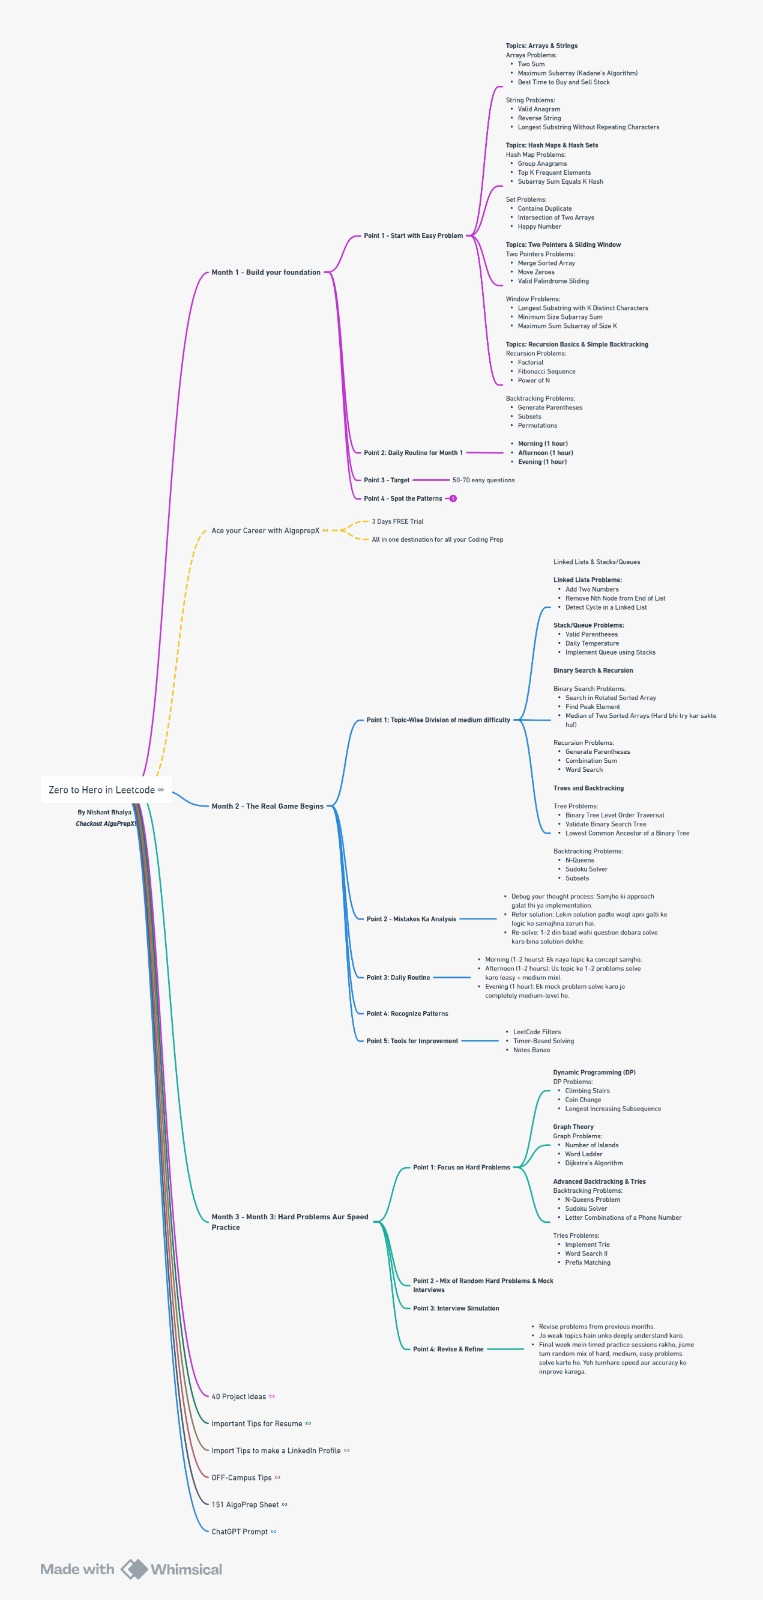 Topics: Arrays & Strings
Arrays Problems:
• Two Sum
• Maximum Subarray (Kadane's Algorithm)
• Best Time to Buy and Sell Stock
String Problems:
• Valid Anagram
• Reverse String
• Longest Substring Without Repeating Characters
Topics: Hash Maps & Hash Sets
Hash Map Problems:
• Group Anagrams
• Top K Frequent Elements
• Subarray Sum Equals K Hash
Set Problems:
• Contains Duplicate
• Intersection of Two Arrays
• Happy Number
Point 1 - Start with Easy Problem
Topics: Two Pointers & Sliding Window
Two Pointers Problems:
• Merge Sorted Array
• Move Zeroes
• Valid Palindrome Sliding
Month 1 - Build your foundation
Window Problems:
• Longest Substring with K Distinct Characters
• Minimum Size Subarray Sum
• Maximum Sum Subarray of Size K
Topics: Recursion Basics & Simple Backtracking
Recursion Problems:
• Factorial
• Fibonacci Sequence
• Power of N
Backtracking Problems:
• Generate Parentheses
• Subsets
• Permutations
Point 2: Daily Routine for Month 1
• Morning (1 hour)
• Afternoon (1 hour)
• Evening (1 hour)
Point 3 - Target
50-70 easy questions
Point 4 - Spot the Patterns
1
Ace your Career with AlgoprepX
3 Days FREE Trial
All in one destination for all your Coding Prep
Linked Lists & Stacks/Queues
Linked Lists Problems:
• Add Two Numbers
• Remove Nth Node from End of List
• Detect Cycle in a Linked List
Stack/Queue Problems:
• Valid Parentheses
• Daily Temperature
• Implement Queue using Stacks
Binary Search & Recursion
Binary Search Problems:
• Search in Rotated Sorted Array
• Find Peak Element
• Median of Two Sorted Arrays (Hard bhi try kar sakte
ho!)
Point 1: Topic-Wise Division of medium difficulty
Recursion Problems:
• Generate Parentheses
• Combination Sum
• Word Search
Trees and Backtracking
Tree Problems:
• Binary Tree Level Order Traversal
• Validate Binary Search Tree
• Lowest Common Ancestor of a Binary Tree
Backtracking Problems:
• N-Queens
• Sudoku Solver
• Subsets
Zero to Hero in Leetcode
By Nishant Bhaiya
Checkout AlgoPrepX!
Month 2 - The Real Game Begins
Point 2 - Mistakes Ka Analysis
• Debug your thought process: Samjho ki approach
galat thi ya implementation.
• Refer solution: Lekin solution padte waqt apni galti ke
logic ko samajhna zaruri hai.
• Re-solve: 1-2 din baad wahi question dobara solve
karo bina solution dekhe.
Point 3: Daily Routine
• Morning (1-2 hours): Ek naya topic ka concept samjho.
• Afternoon (1-2 hours): Us topic ke 1-2 problems solve
karo (easy + medium mix).
• Evening (1 hour): Ek mock problem solve karo jo
completely medium-level ho.
Point 4: Recognize Patterns
Point 5: Tools for Improvement
• LeetCode Filters
• Timer-Based Solving
• Notes Banao
Dynamic Programming (DP)
DP Problems:
• Climbing Stairs
• Coin Change
• Longest Increasing Subsequence
Graph Theory
Graph Problems:
• Number of Islands
• Word Ladder
• Dijkstra's Algorithm
Point 1: Focus on Hard Problems
Advanced Backtracking & Tries
Backtracking Problems:
• N-Queens Problem
• Sudoku Solver
• Letter Combinations of a Phone Number
Tries Problems:
• Implement Trie
• Word Search II
• Prefix Matching
Month 3 - Month 3: Hard Problems Aur Speed
Practice
Point 2 - Mix of Random Hard Problems & Mock
Interviews
Point 3: Interview Simulation
Point 4: Revise & Refine
• Revise problems from previous months.
• Jo weak topics hain unko deeply understand karo.
• Final week mein timed practice sessions rakho, jisme
tum random mix of hard, medium, easy problems
solve karte ho. Yeh tumhare speed aur accuracy ko
improve karega.
40 Project Ideas
Important Tips for Resume
Import Tips to make a LinkedIn Profile
OFF-Campus Tips
151 AlgoPrep Sheet
ChatGPT Prompt
Made with Whimsical